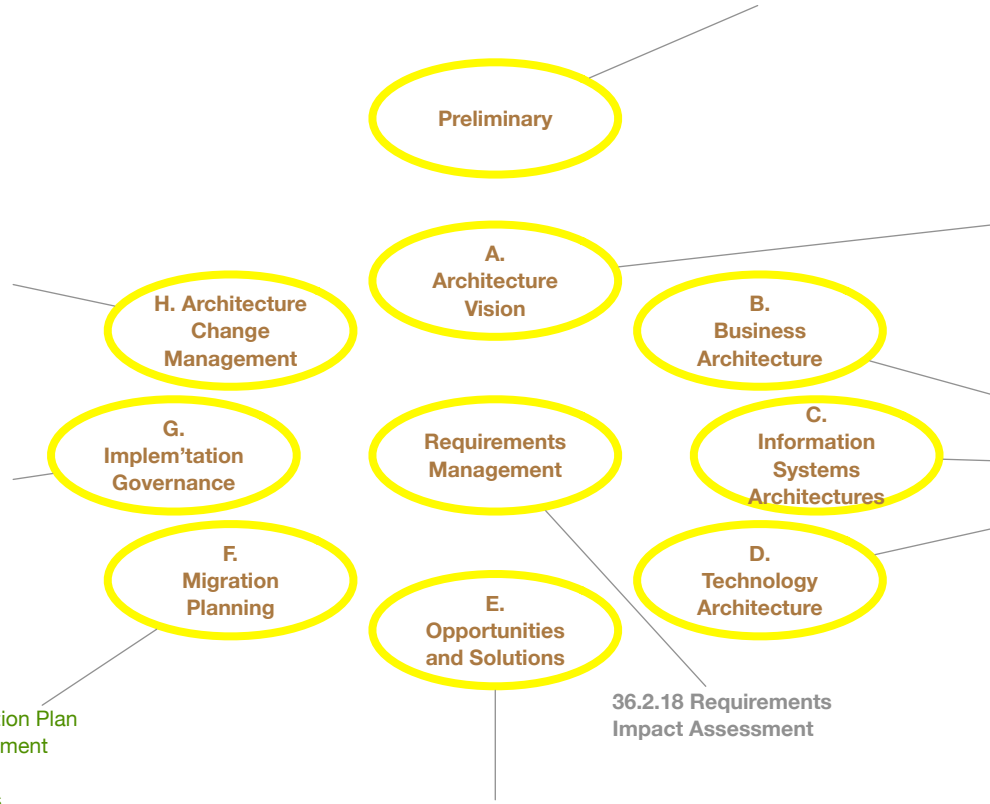 Preliminary
A.
Architecture
Vision
H. Architecture
Change
Management
B.
Business
Architecture
G.
Implem’tation
Governance
Requirements
Management
C.
Information
Systems
Architectures
F.
Migration
Planning
E.
Opportunities
and Solutions
D.
Technology
Architecture
36.2.18 Requirements
Impact Assessment
tion Plan
ment